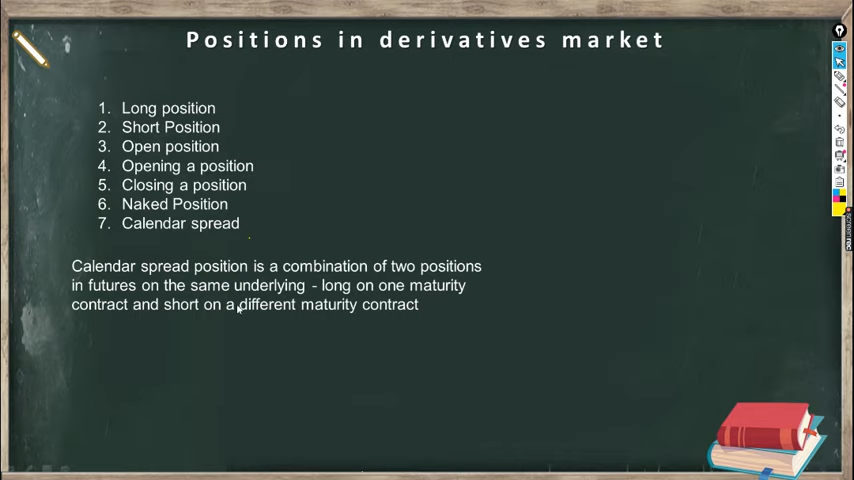 Positions in derivatives market
1. Long position
2. Short Position
3. Open position
4. Opening a position
5. Closing a position
6. Naked Position
7. Calendar spread
Calendar spread position is a combination of two positions
in futures on the same underlying - long on one maturity
contract and short on a different maturity contract